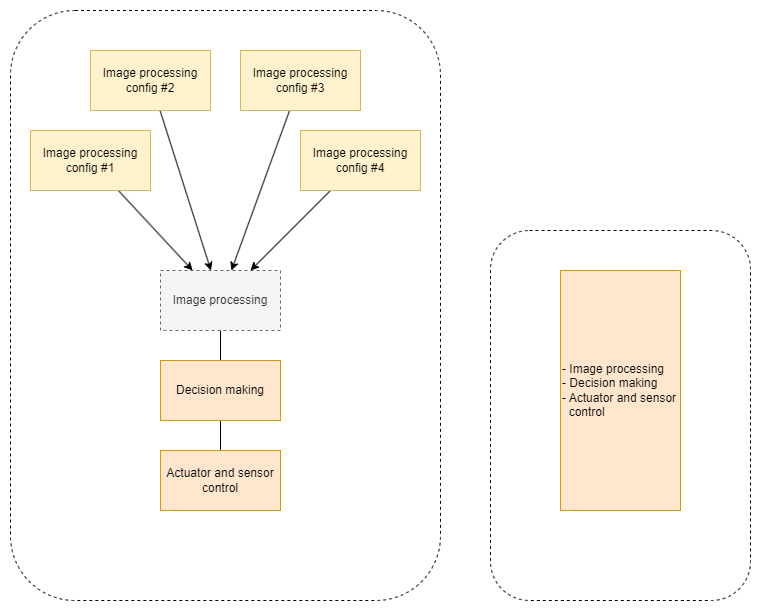 Image processing
config #2
Image processing
config #3
Image processing
config #1
Image processing
config #4
Image processing
Decision making
Actuator and sensor
control
- Image processing
- Decision making
- Actuator and sensor
control